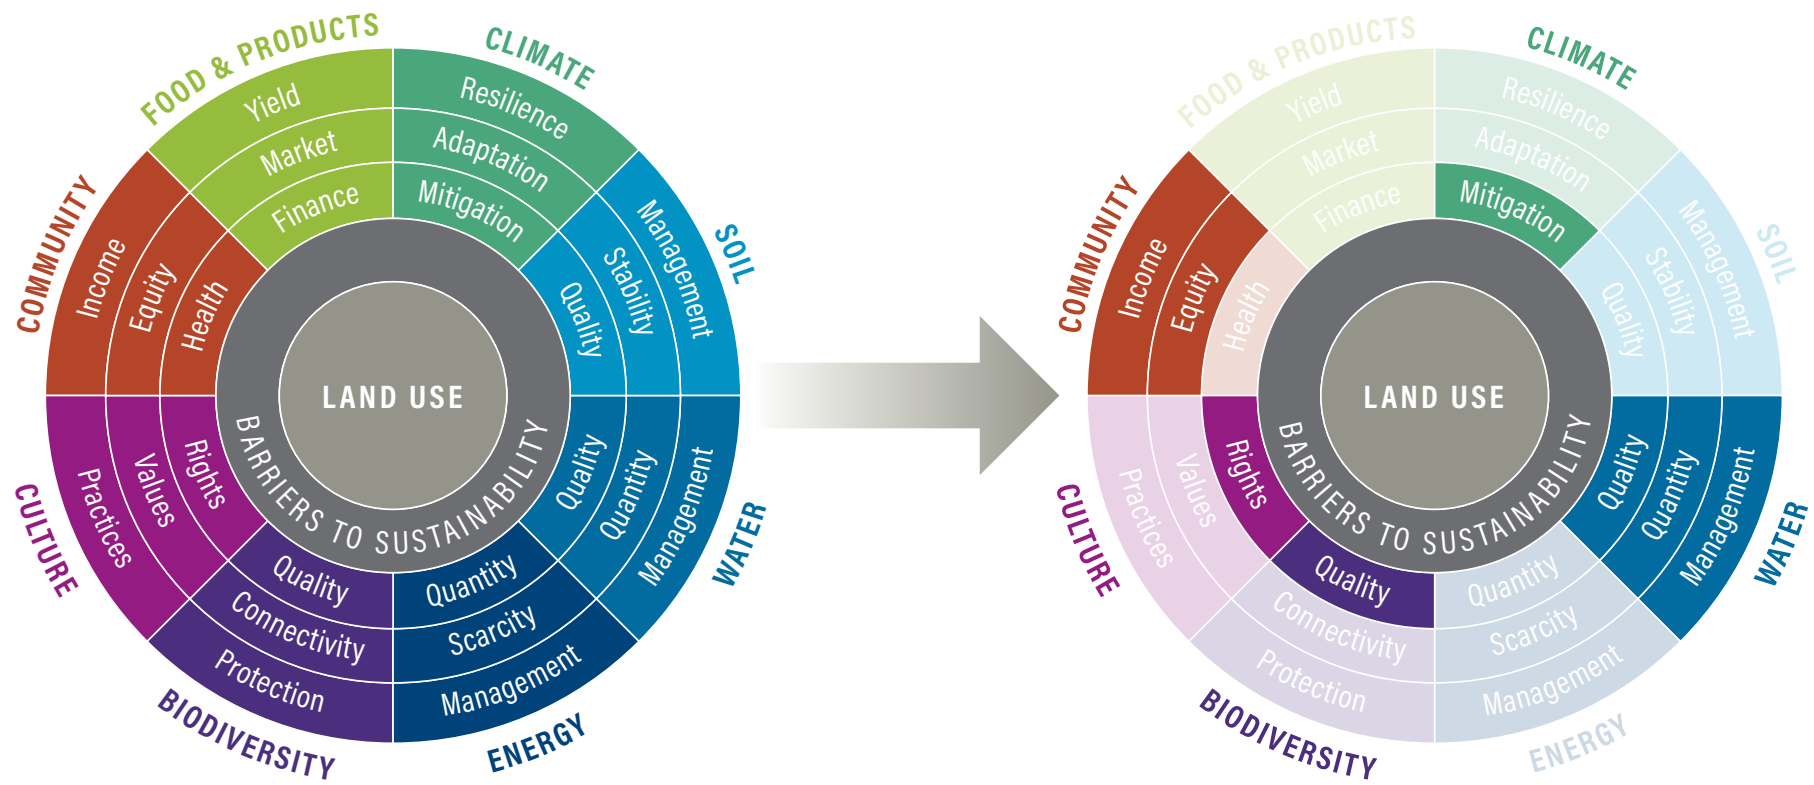 FOOD & PRODUCTS
Yield
Market
Finance
CLIMATE
Resilience
Adaptation
Mitigation
SOIL
Management
Stability
Quality
WATER
Quality
Quantity
Management
ENERGY
Quantity
Scarcity
Management
BIODIVERSITY
Quality
Connectivity
Protection
CULTURE
Practices
Values
Rights
COMMUNITY
Income
Equity
Health
LAND USE
BARRIERS TO SUSTAINABILITY
FOOD & PRODUCTS
Yield
Market
Finance
CLIMATE
Resilience
Adaptation
Mitigation
SOIL
Management
Stability
Quality
WATER
Quality
Quantity
Management
ENERGY
Quantity
Scarcity
Management
BIODIVERSITY
Quality
Connectivity
Protection
CULTURE
Practices
Values
Rights
COMMUNITY
Income
Equity
Health
LAND USE
BARRIERS TO SUSTAINABILITY